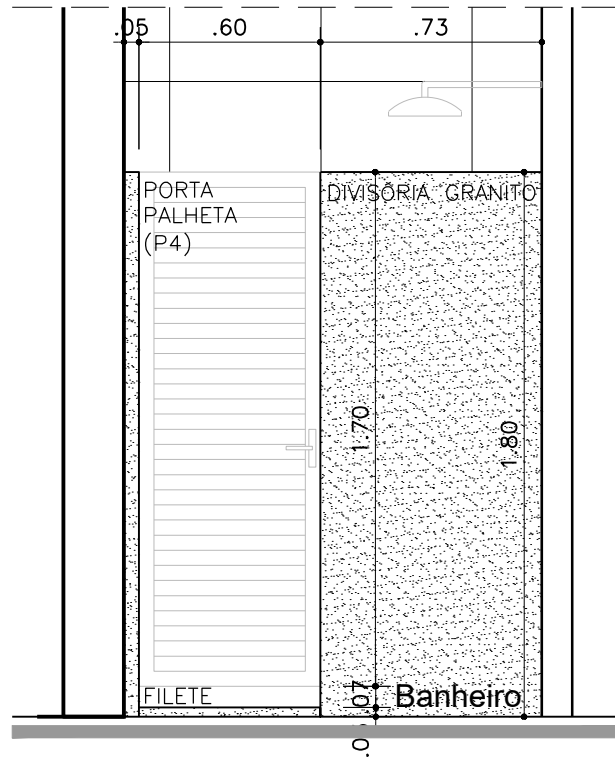 .05 .60 .73
PORTA
PALHETA
(P4)
DIVISÓRIA GRANITO
1.70
1.80
FILETE
.07
Banheiro